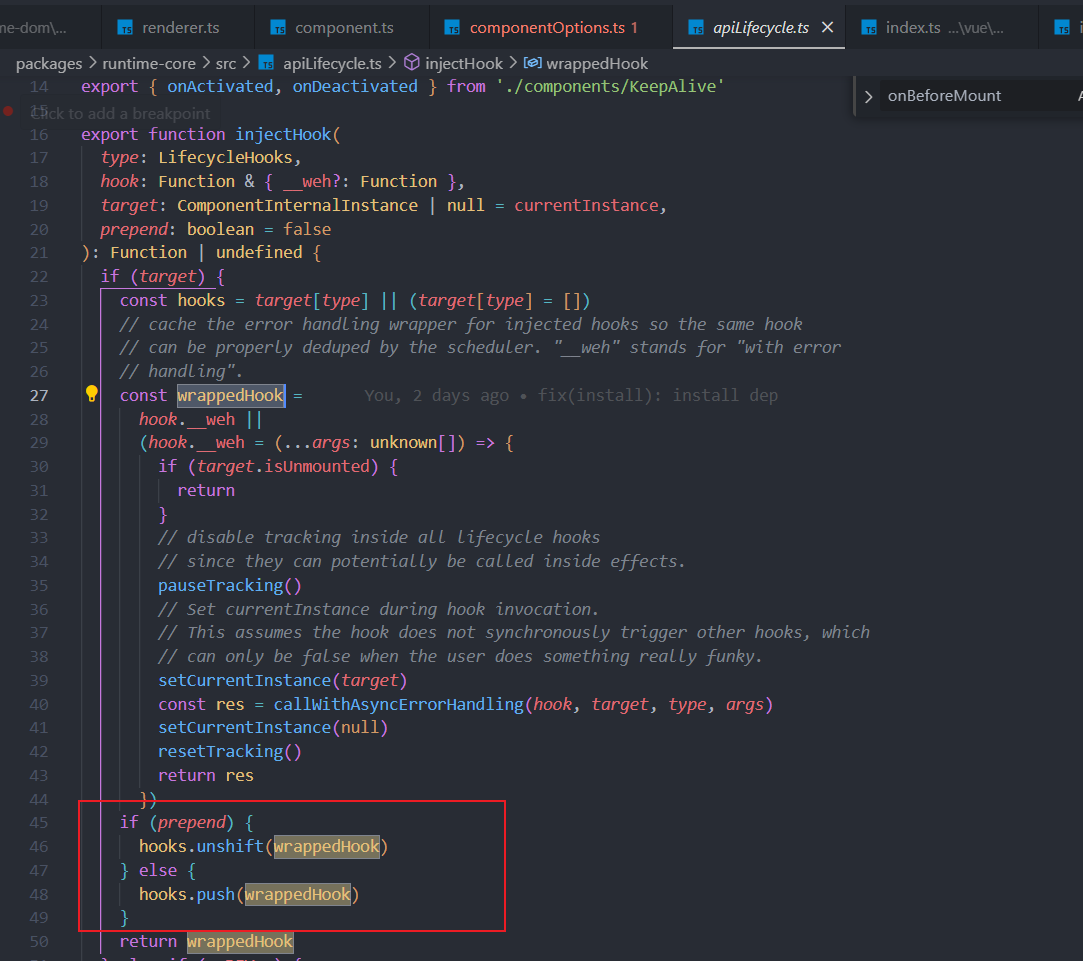 me-dom\... renderer.ts component.ts componentOptions.ts 1 apiLifecycle.ts index.ts ...\vue\...
packages > runtime-core > src > TS apiLifecycle.ts > injectHook > wrappedHook
onBeforeMount
14 export { onActivated, onDeactivated } from './components/KeepAlive'
15 Click to add a breakpoint
16 export function injectHook(
17 type: LifecycleHooks,
18 hook: Function & { __weh?: Function },
19 target: ComponentInternalInstance | null = currentInstance,
20 prepend: boolean = false
21 ): Function | undefined {
22 if (target) {
23 const hooks = target[type] || (target[type] = [])
24 // cache the error handling wrapper for injected hooks so the same hook
25 // can be properly deduped by the scheduler. "__weh" stands for "with error
26 // handling".
27 const wrappedHook = You, 2 days ago • fix(install): install dep
28 hook.__weh ||
29 (hook.__weh = (...args: unknown[]) => {
30 if (target.isUnmounted) {
31 return
32 }
33 // disable tracking inside all lifecycle hooks
34 // since they can potentially be called inside effects.
35 pauseTracking()
36 // Set currentInstance during hook invocation.
37 // This assumes the hook does not synchronously trigger other hooks, which
38 // can only be false when the user does something really funky.
39 setCurrentInstance(target)
40 const res = callWithAsyncErrorHandling(hook, target, type, args)
41 setCurrentInstance(null)
42 resetTracking()
43 return res
44 })
45 if (prepend) {
46 hooks.unshift(wrappedHook)
47 } else {
48 hooks.push(wrappedHook)
49 }
50 return wrappedHook